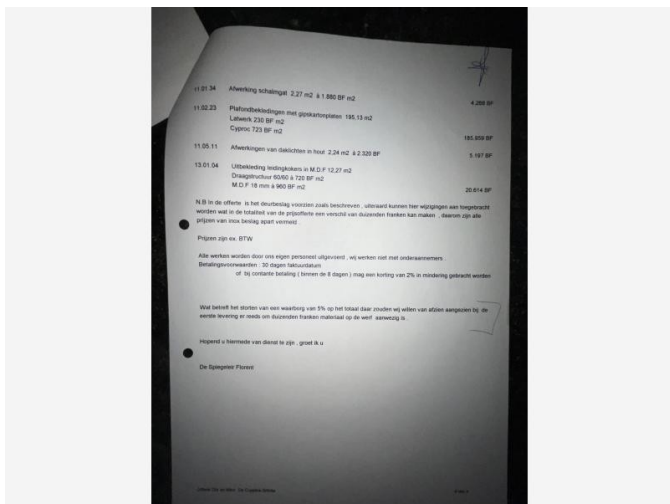 11.01.34 Afwerking schalmgat 2,27 m2 à 1.880 BF m2
4.268 BF
11.02.23 Plafondbekledingen met gipskartonplaten 195,13 m2
Latwerk 230 BF m2
Cyproc 723 BF m2
11.05.11 Afwerkingen van daklichten in hout 2,24 m2 à 2.320 BF
5.197 BF
13.01.04 Uitbekleding leidingkokers in M.D.F 12,27 m2
Draagstructuur 60/60 à 720 BF m2
M.D.F 18 mm à 960 BF m2
20.614 BF
N.B In de offerte is het deurbeslag voorzien zoals beschreven , uiteraard kunnen hier wijzigingen aan toegebracht
worden wat in de totaliteit van de prijsofferte een verschil van duizenden franken kan maken , daarom zijn alle
prijzen van inox beslag apart vermeld .
Prijzen zijn ex. BTW
Alle werken worden door ons eigen personeel uitgevoerd , wij werken niet met onderaannemers .
Betalingsvoorwaarden : 30 dagen faktuurdatum
of bij contante betaling ( binnen de 8 dagen ) mag een korting van 2% in mindering gebracht worden
Wat betreft het storten van een waarborg van 5% op het totaal daar zouden wij willen van afzien aangezien bij de
eerste levering er reeds om duizenden franken materiaal op de werf aanwezig is .
Hopend u hiermede van dienst te zijn , groet ik u
De Spiegeleir Florent